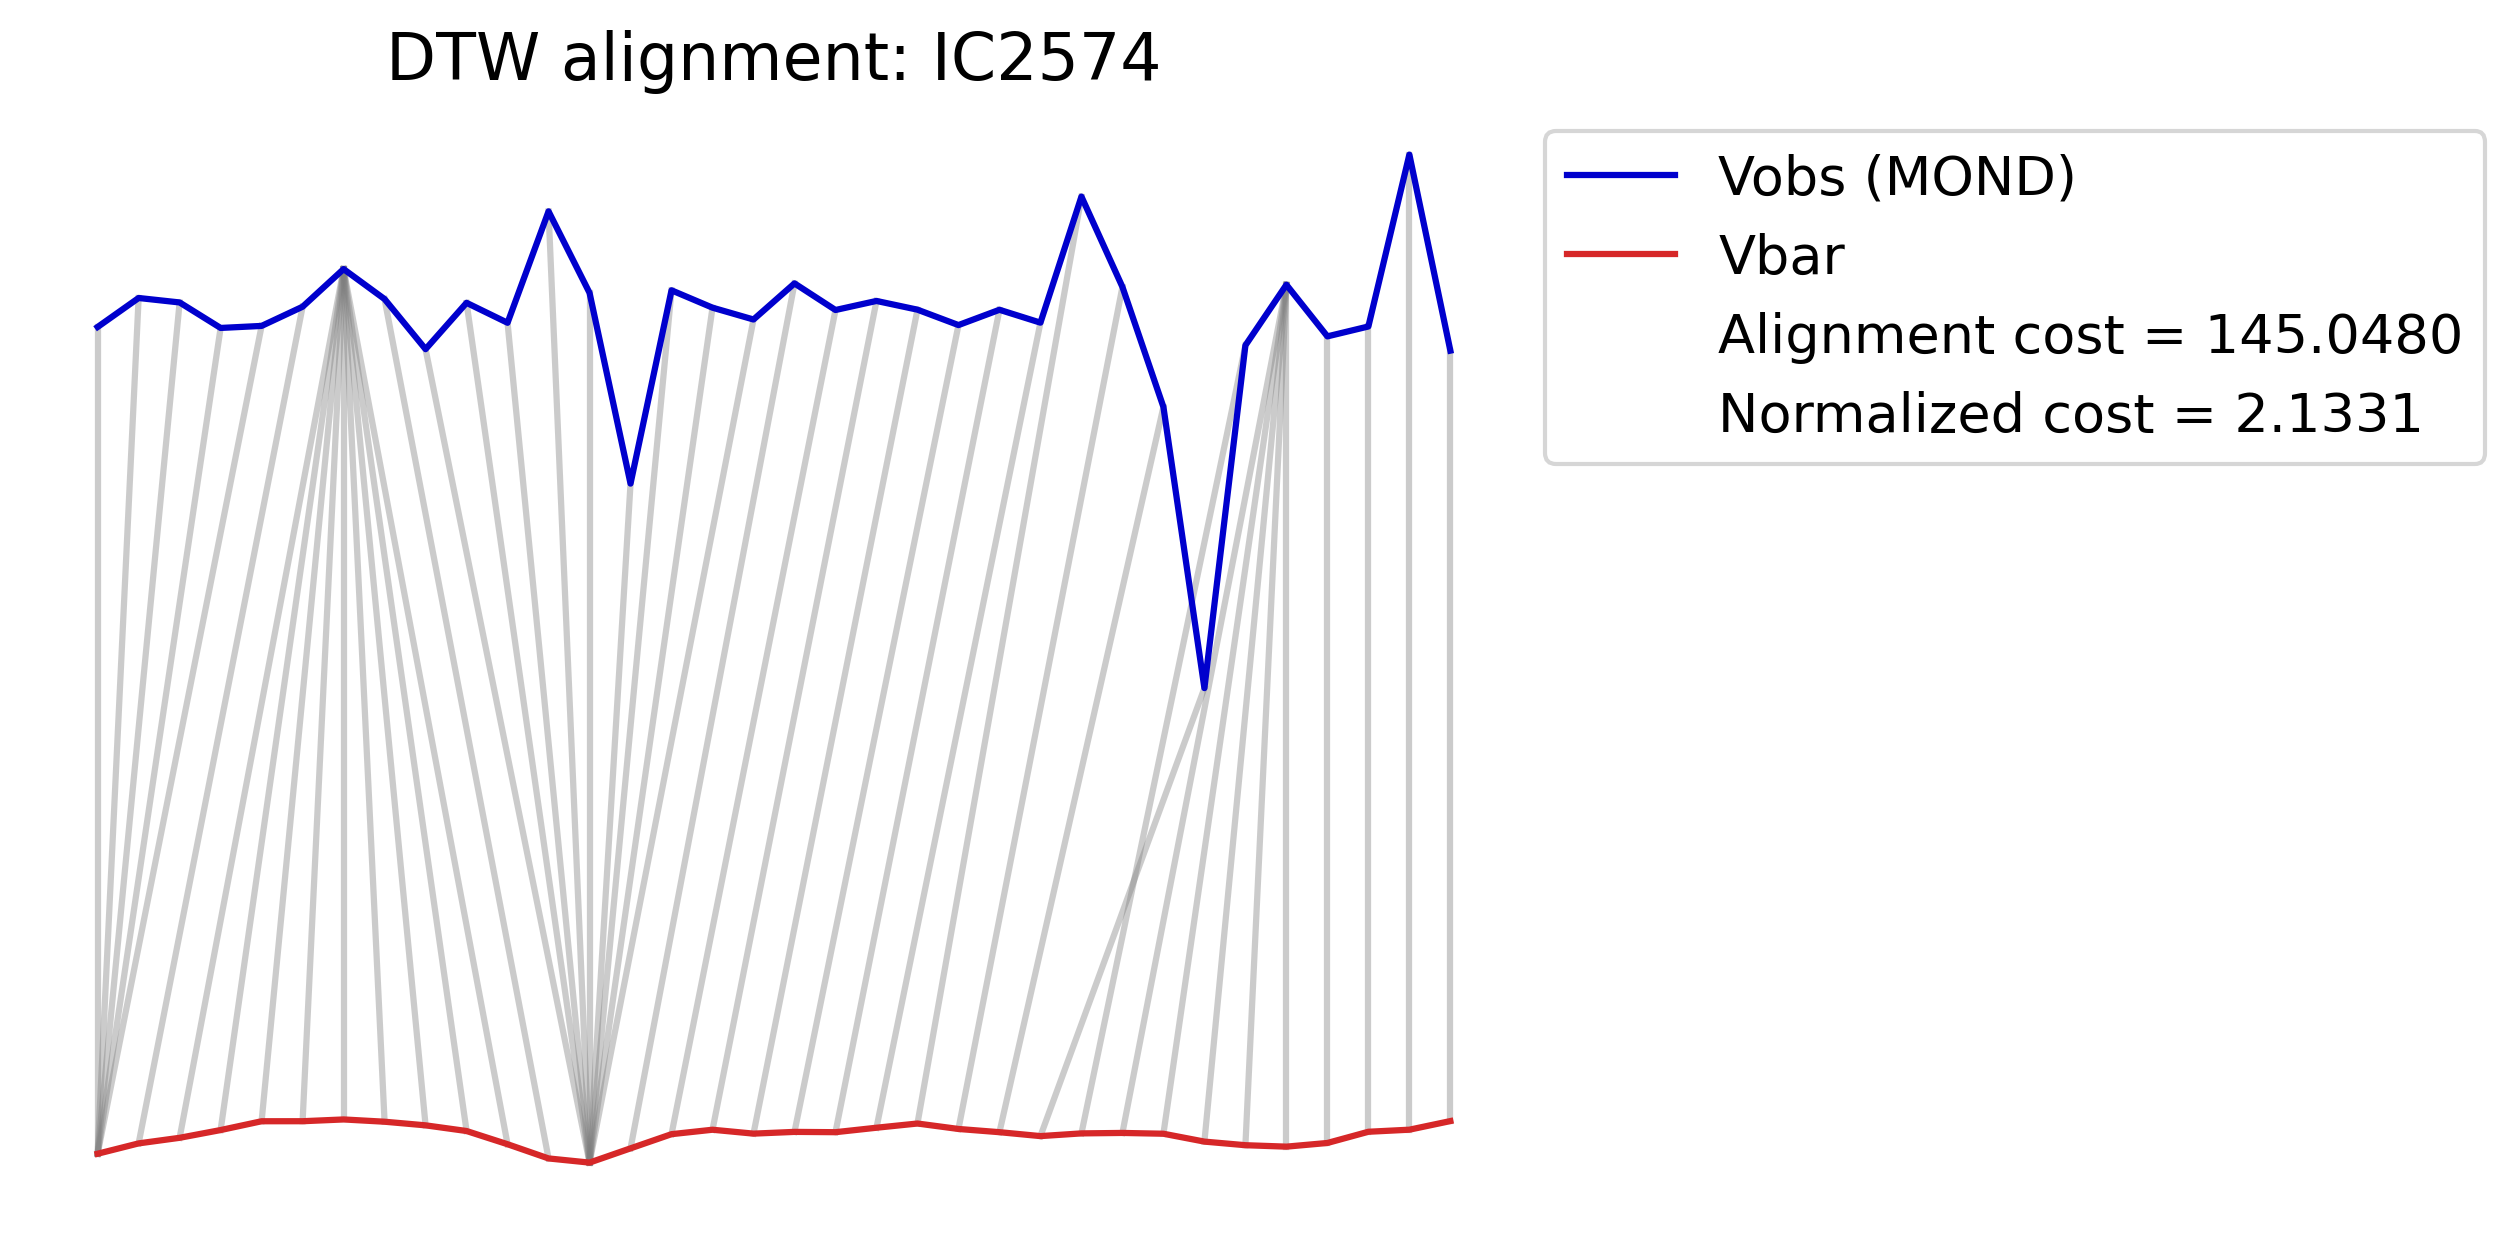 DTW alignment: IC2574
Vobs (MOND)
Vbar
Alignment cost = 145.0480
Normalized cost = 2.1331